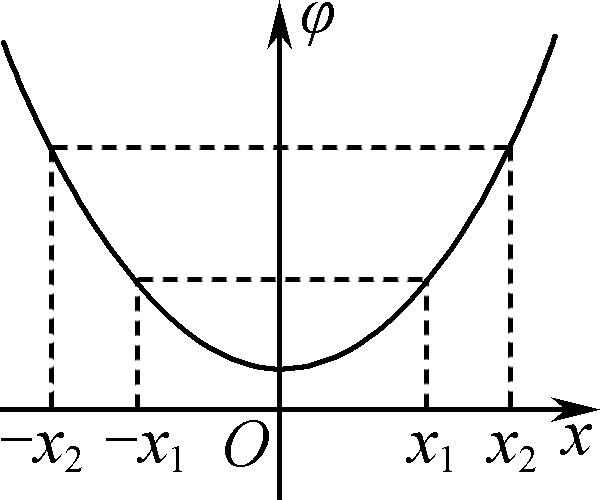 φ
−x₂ −x₁ O x₁ x₂ x